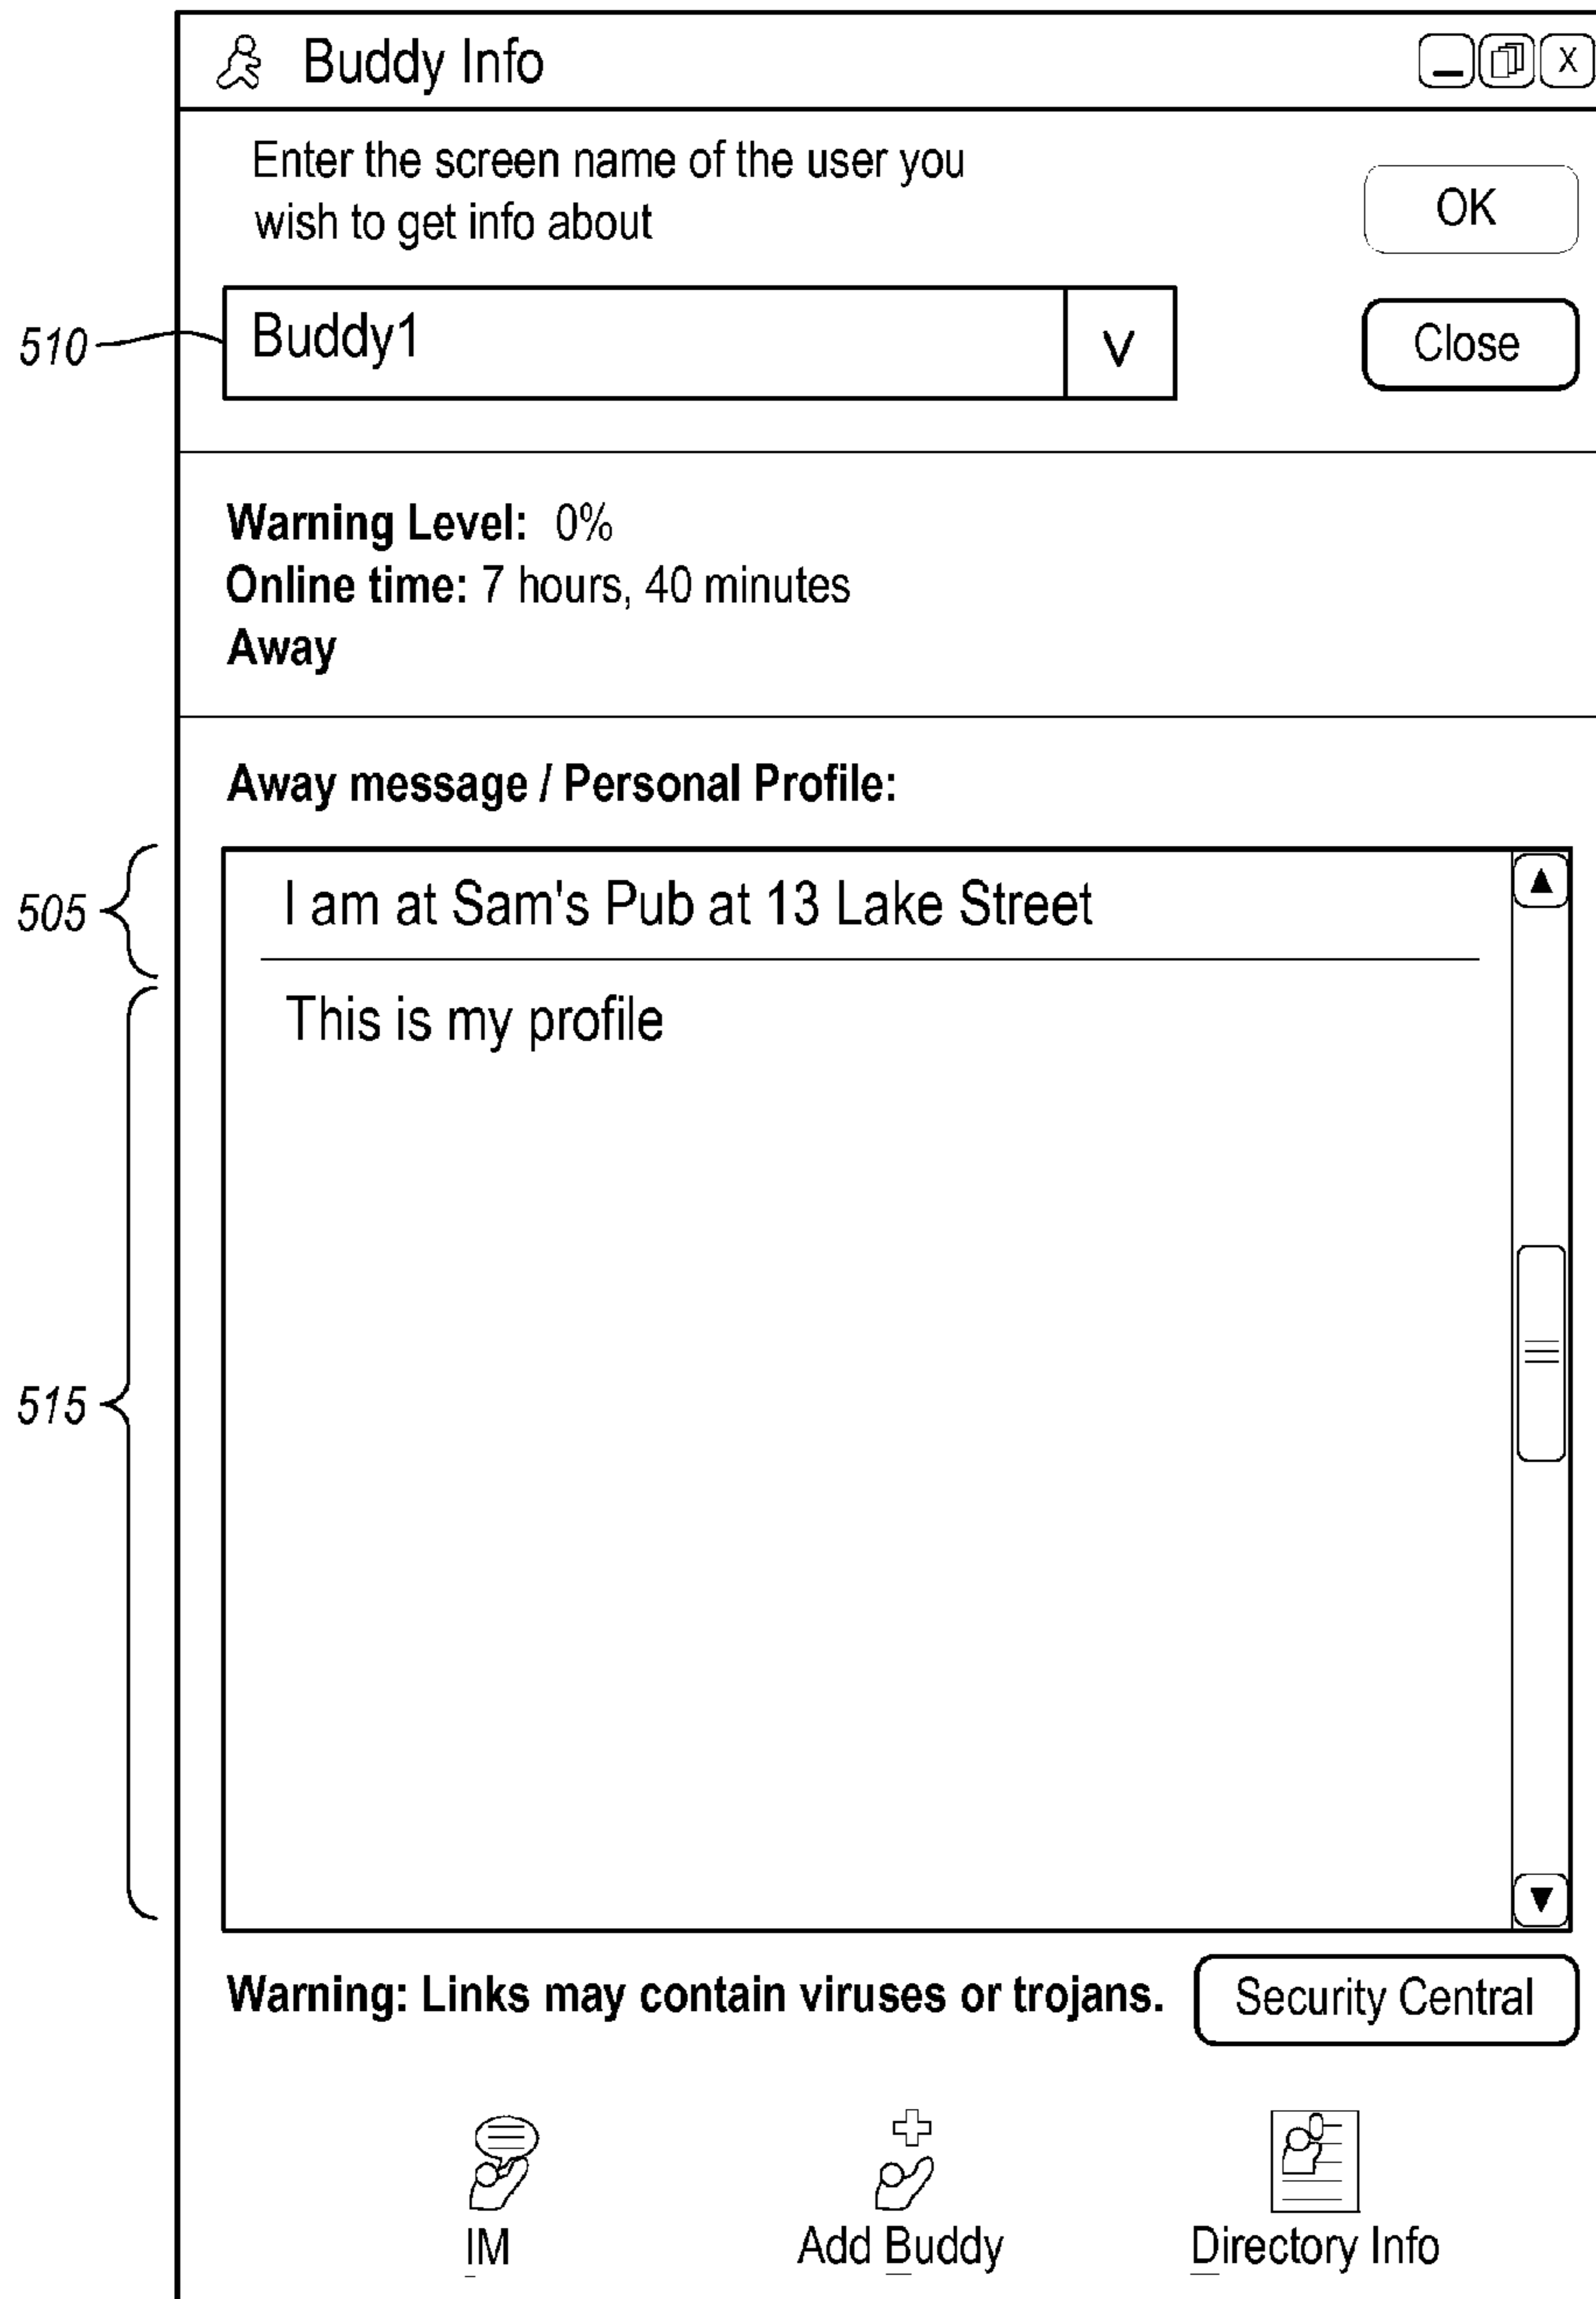 Buddy Info
X
Enter the screen name of the user you
wish to get info about
OK
510
Buddy1
V
Close
Warning Level: 0%
Online time: 7 hours, 40 minutes
Away
Away message / Personal Profile:
505
I am at Sam's Pub at 13 Lake Street
This is my profile
515
Warning: Links may contain viruses or trojans.
Security Central
IM
Add Buddy
Directory Info